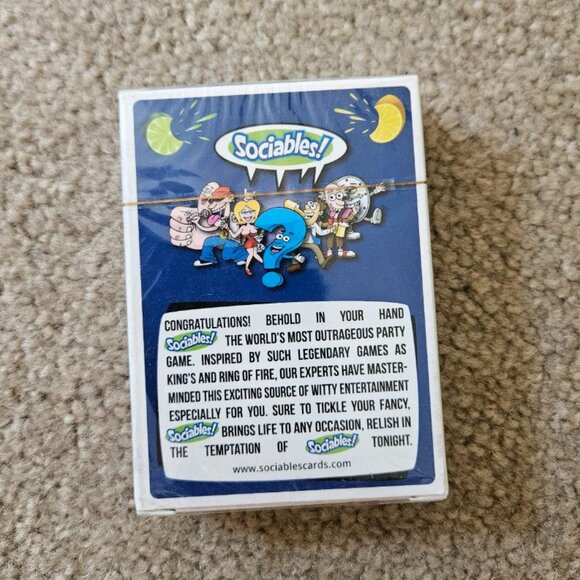 Sociables!
CONGRATULATIONS! BEHOLD IN YOUR HAND
Sociables! THE WORLD'S MOST OUTRAGEOUS PARTY
GAME. INSPIRED BY SUCH LEGENDARY GAMES AS
KING'S AND RING OF FIRE, OUR EXPERTS HAVE MASTER-
MINDED THIS EXCITING SOURCE OF WITTY ENTERTAINMENT
ESPECIALLY FOR YOU. SURE TO TICKLE YOUR FANCY,
Sociables! BRINGS LIFE TO ANY OCCASION, RELISH IN
THE TEMPTATION OF Sociables! TONIGHT.
www.sociablescards.com